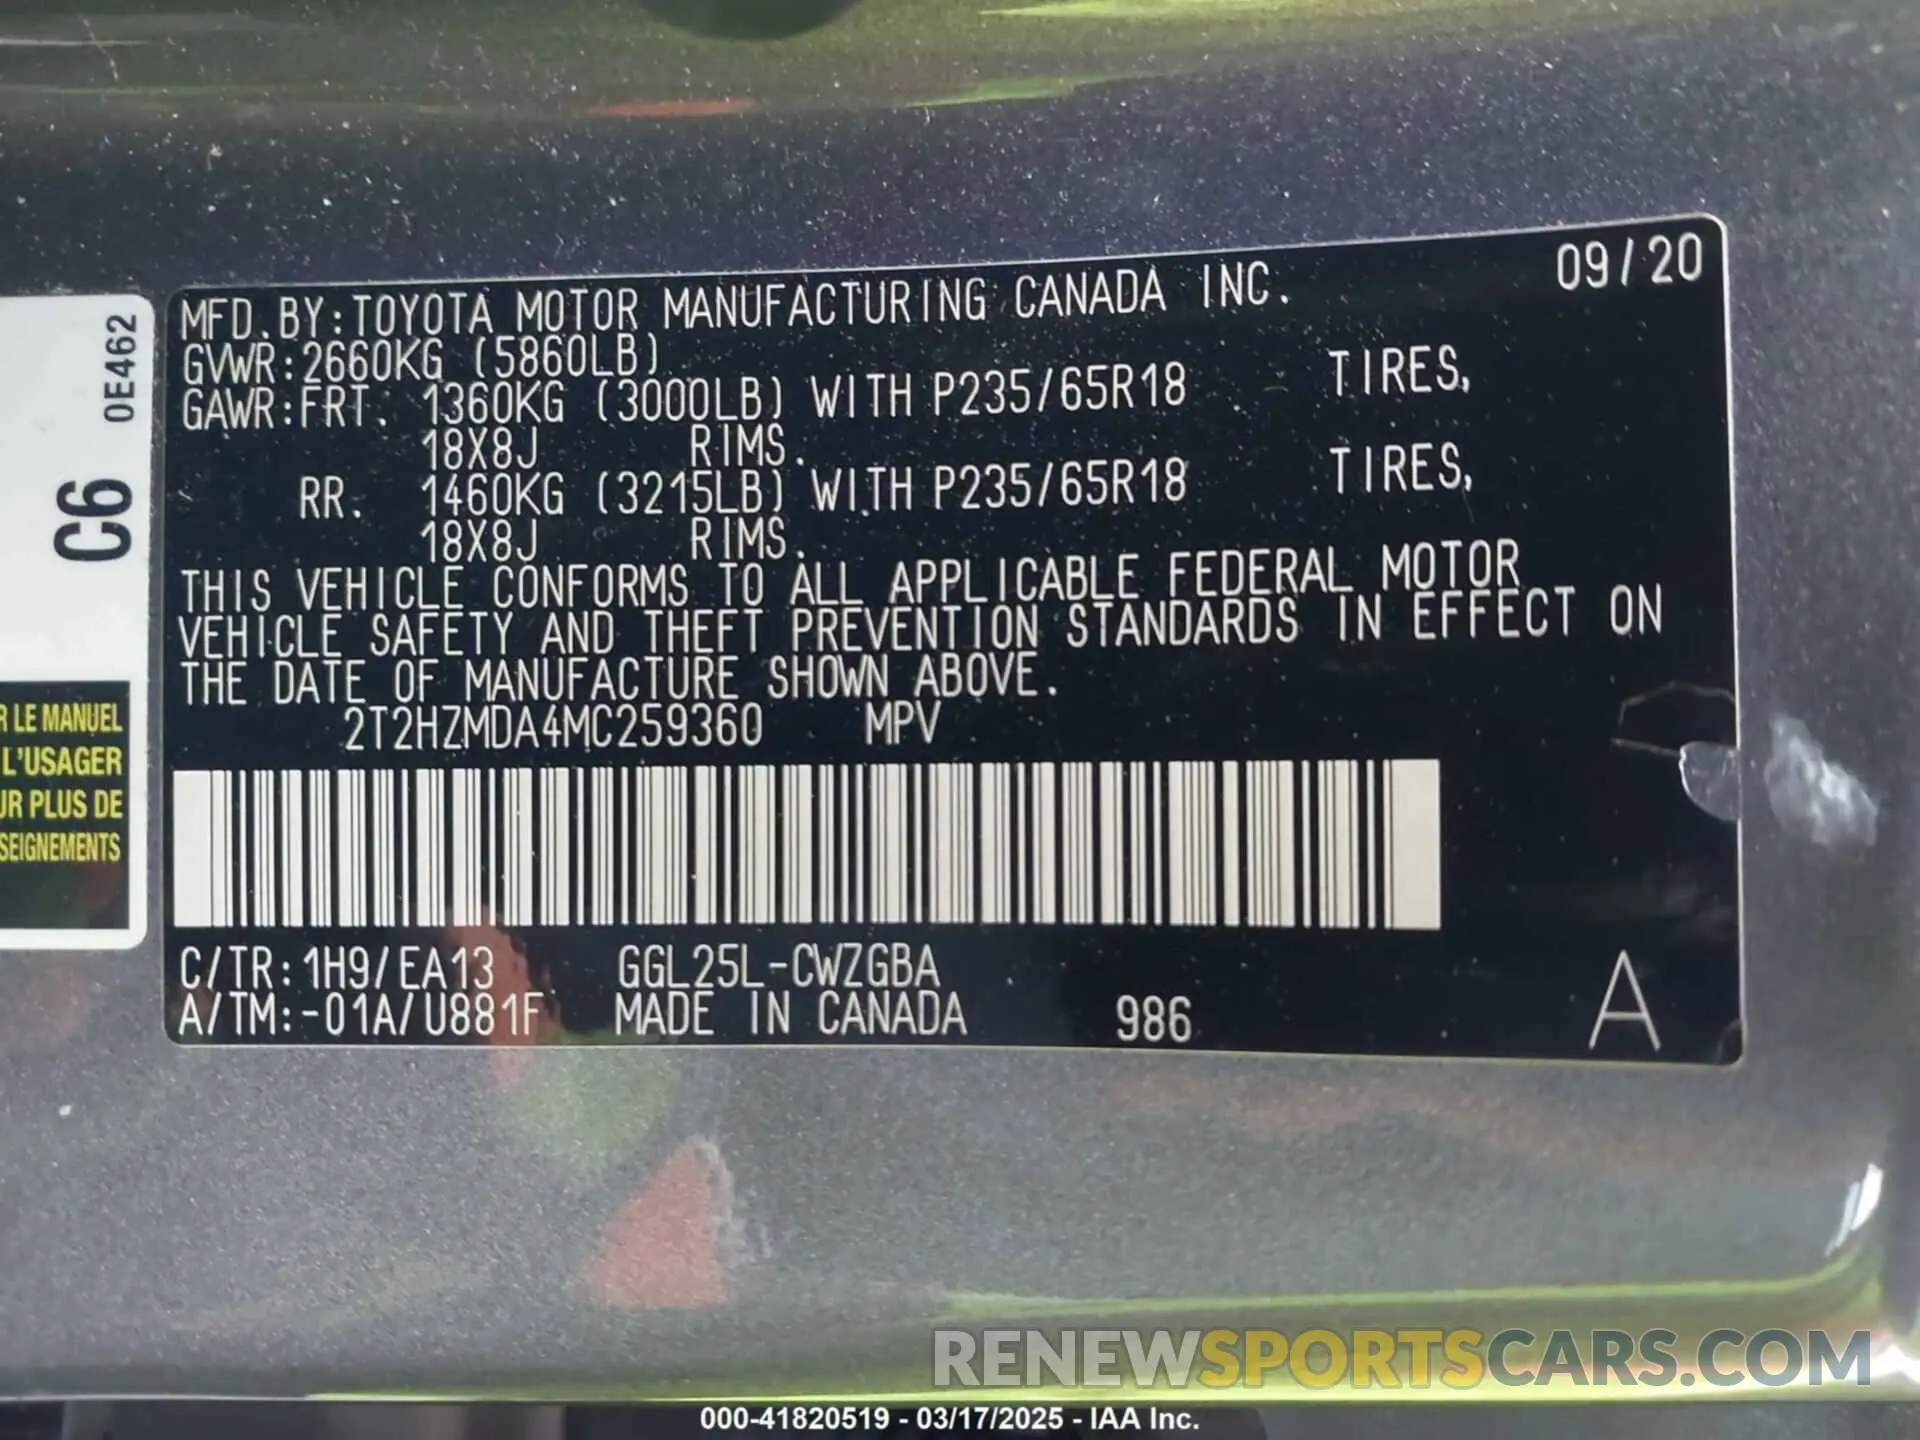 09/20
MFD.BY:TOYOTA MOTOR MANUFACTURING CANADA INC.
GVWR:2660KG (5860LB)
GAWR:FRT. 1360KG (3000LB) WITH P235/65R18 TIRES,
18X8J RIMS.
RR. 1460KG (3215LB) WITH P235/65R18 TIRES,
18X8J RIMS.
THIS VEHICLE CONFORMS TO ALL APPLICABLE FEDERAL MOTOR
VEHICLE SAFETY AND THEFT PREVENTION STANDARDS IN EFFECT ON
THE DATE OF MANUFACTURE SHOWN ABOVE.
2T2HZMDA4MC259360 MPV
C/TR:1H9/EA13 GGL25L-CWZGBA
A/TM:-01A/U881F MADE IN CANADA 986 A
0E462
C6
R LE MANUEL
L'USAGER
UR PLUS DE
SEIGNEMENTS
RENEWSPORTSCARS.COM
000-41820519 - 03/17/2025 - IAA Inc.